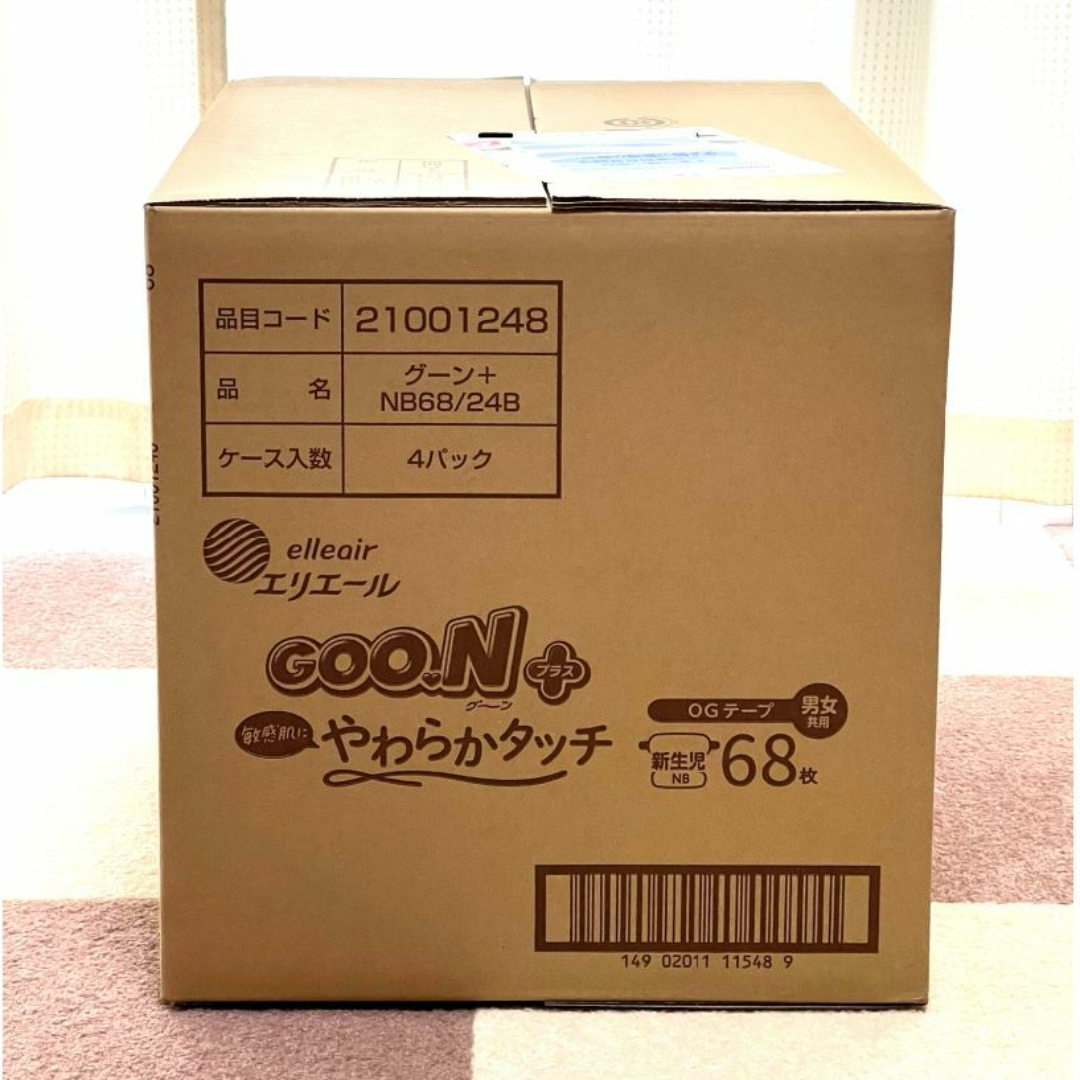 品目コード 21001248
品名 グーン＋
NB68/24B
ケース入数 4パック
elleair
エリエール
GOO.N プラス
グーン
敏感肌に やわらかタッチ
OGテープ 男女共用
新生児 NB 68枚
149 02011 11548 9